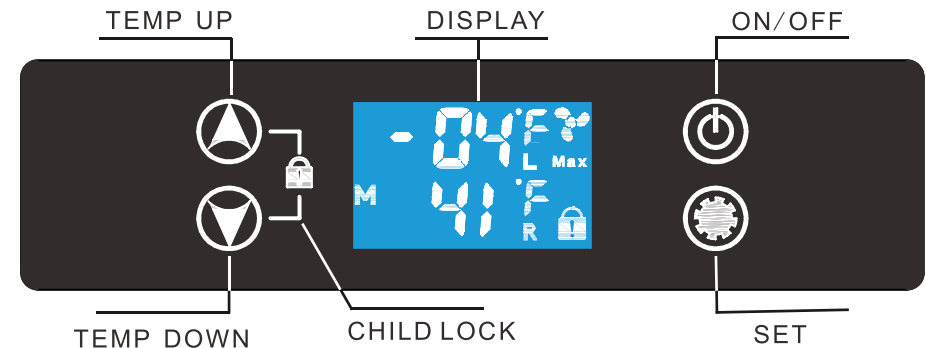 TEMP UP
DISPLAY
ON/OFF
-04°F
L Max
M 41°F
R
TEMP DOWN
CHILD LOCK
SET